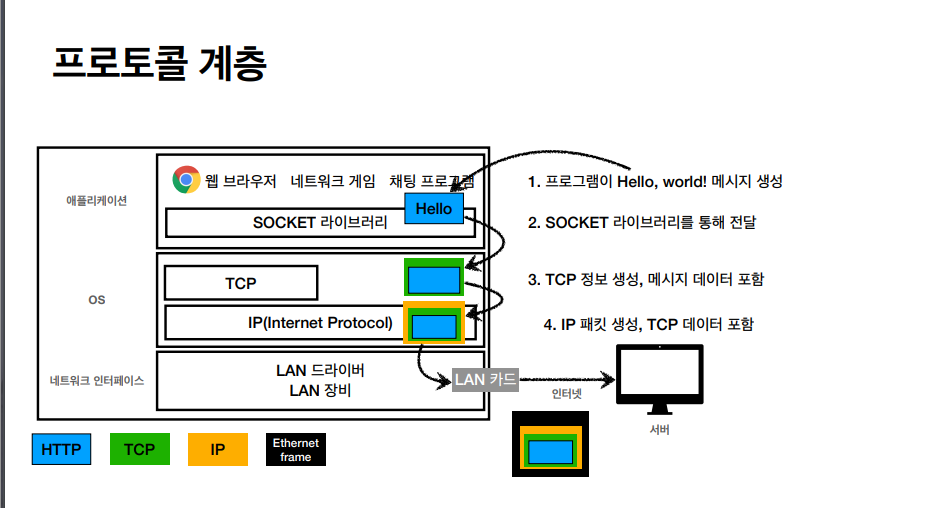 프로토콜 계층
애플리케이션
웹 브라우저 네트워크 게임 채팅 프로그램
Hello
SOCKET 라이브러리
1. 프로그램이 Hello, world! 메시지 생성
2. SOCKET 라이브러리를 통해 전달
OS
TCP
IP(Internet Protocol)
3. TCP 정보 생성, 메시지 데이터 포함
4. IP 패킷 생성, TCP 데이터 포함
네트워크 인터페이스
LAN 드라이버
LAN 장비
LAN 카드
인터넷
서버
HTTP
TCP
IP
Ethernet
frame